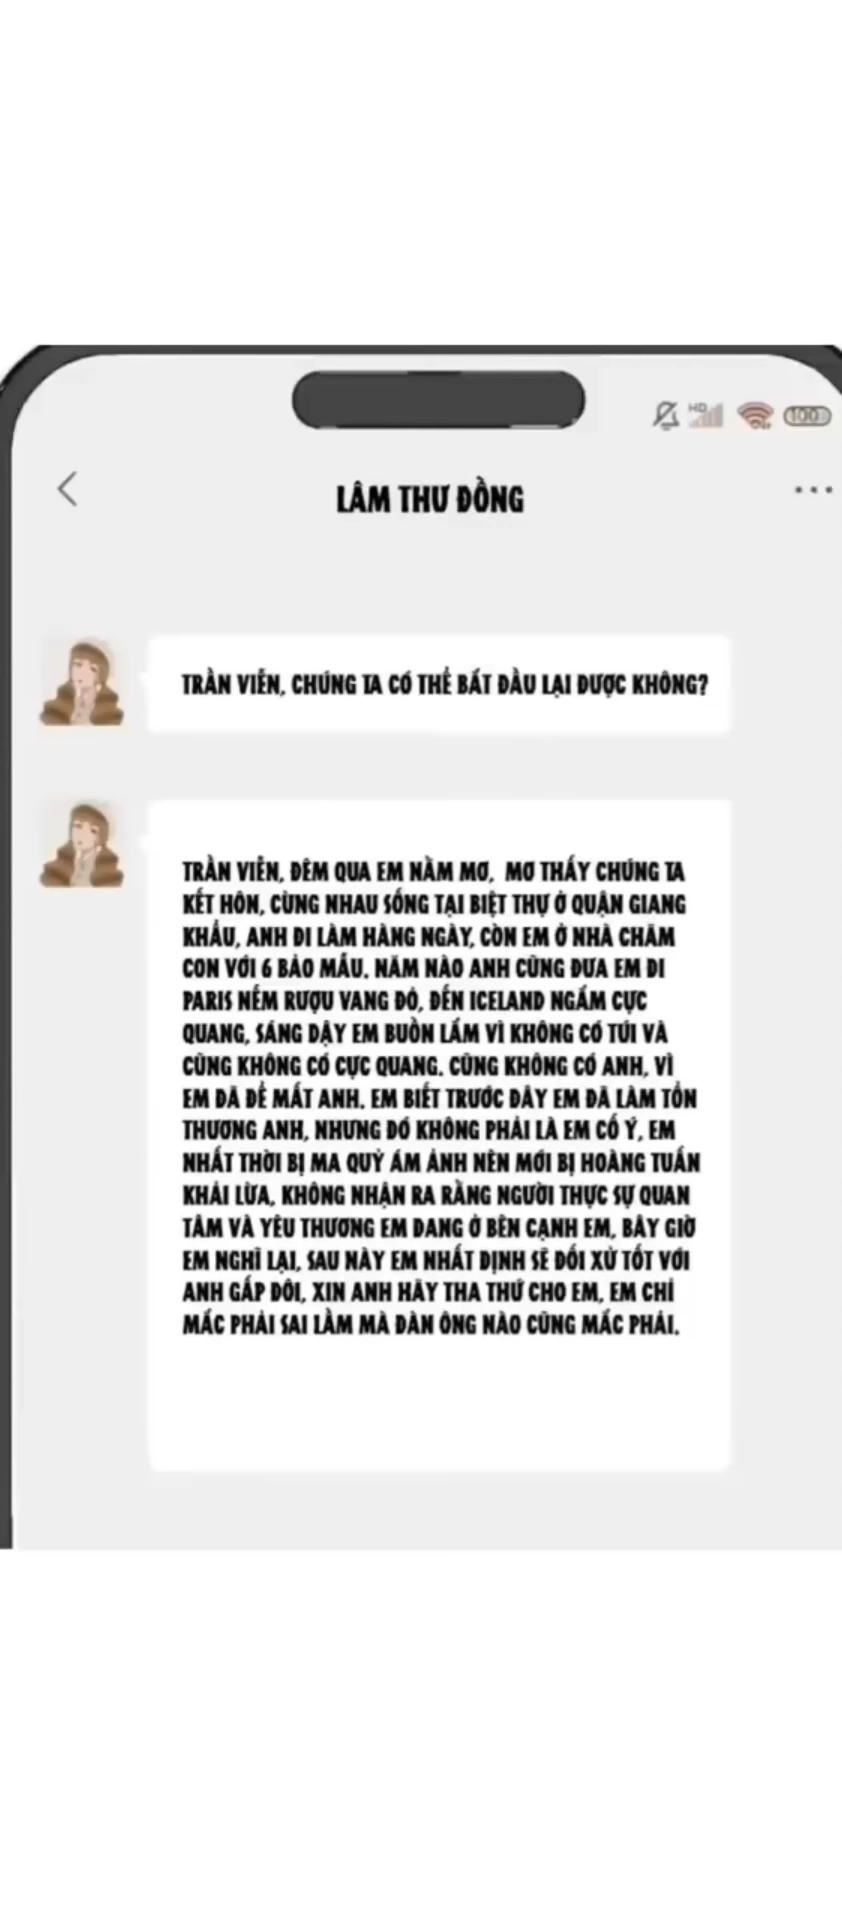 HD
100
LÂM THƯ ĐỒNG
TRẦN VIỄN, CHÚNG TA CÓ THỂ BẮT ĐẦU LẠI ĐƯỢC KHÔNG?
TRẦN VIỄN, ĐÊM QUA EM NẰM MƠ, MƠ THẤY CHÚNG TA
KẾT HÔN, CÙNG NHAU SỐNG TẠI BIỆT THỰ Ở QUẬN GIANG
KHẨU, ANH ĐI LÀM HÀNG NGÀY, CÒN EM Ở NHÀ CHĂM
CON VỚI 6 BẢO MẪU. NĂM NÀO ANH CŨNG ĐƯA EM ĐI
PARIS NẾM RƯỢU VANG ĐỎ, ĐẾN ICELAND NGẮM CỰC
QUANG, SÁNG DẬY EM BUỒN LẮM VÌ KHÔNG CÓ TÚI VÀ
CŨNG KHÔNG CÓ CỰC QUANG. CŨNG KHÔNG CÓ ANH, VÌ
EM ĐÃ ĐỂ MẤT ANH. EM BIẾT TRƯỚC ĐÂY EM ĐÃ LÀM TỔN
THƯƠNG ANH, NHƯNG ĐÓ KHÔNG PHẢI LÀ EM CỐ Ý, EM
NHẤT THỜI BỊ MA QUỶ ÁM ẢNH NÊN MỚI BỊ HOÀNG TUẤN
KHẢI LỪA, KHÔNG NHẬN RA RẰNG NGƯỜI THỰC SỰ QUAN
TÂM VÀ YÊU THƯƠNG EM ĐANG Ở BÊN CẠNH EM, BÂY GIỜ
EM NGHĨ LẠI, SAU NÀY EM NHẤT ĐỊNH SẼ ĐỐI XỬ TỐT VỚI
ANH GẤP ĐÔI, XIN ANH HÃY THA THỨ CHO EM, EM CHỈ
MẮC PHẢI SAI LẦM MÀ ĐÀN ÔNG NÀO CŨNG MẮC PHẢI.